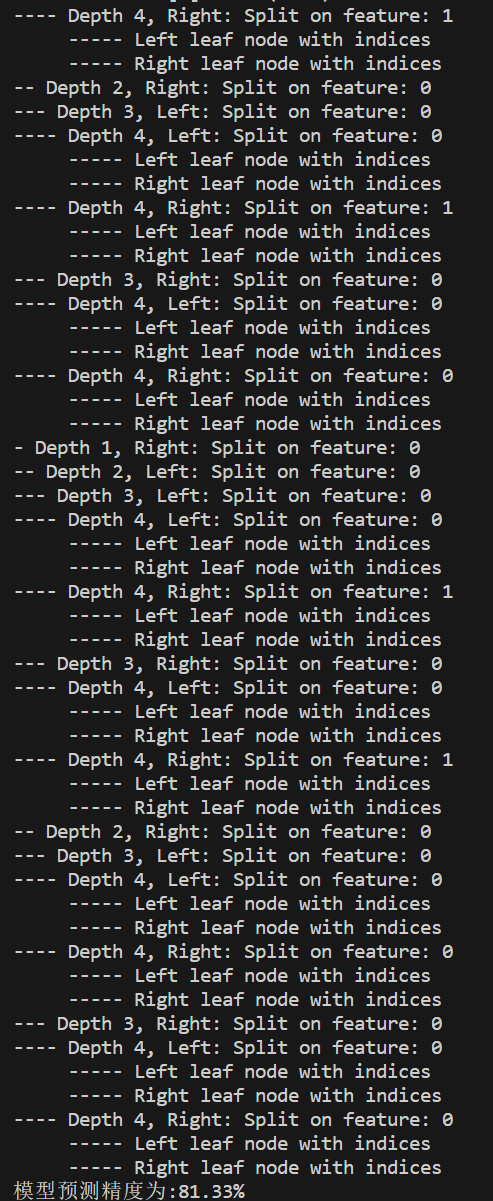 ---- Depth 4, Right: Split on feature: 1
----- Left leaf node with indices
----- Right leaf node with indices
-- Depth 2, Right: Split on feature: 0
--- Depth 3, Left: Split on feature: 0
---- Depth 4, Left: Split on feature: 0
----- Left leaf node with indices
----- Right leaf node with indices
---- Depth 4, Right: Split on feature: 1
----- Left leaf node with indices
----- Right leaf node with indices
--- Depth 3, Right: Split on feature: 0
---- Depth 4, Left: Split on feature: 0
----- Left leaf node with indices
----- Right leaf node with indices
---- Depth 4, Right: Split on feature: 0
----- Left leaf node with indices
----- Right leaf node with indices
- Depth 1, Right: Split on feature: 0
-- Depth 2, Left: Split on feature: 0
--- Depth 3, Left: Split on feature: 0
---- Depth 4, Left: Split on feature: 0
----- Left leaf node with indices
----- Right leaf node with indices
---- Depth 4, Right: Split on feature: 1
----- Left leaf node with indices
----- Right leaf node with indices
--- Depth 3, Right: Split on feature: 0
---- Depth 4, Left: Split on feature: 0
----- Left leaf node with indices
----- Right leaf node with indices
---- Depth 4, Right: Split on feature: 1
----- Left leaf node with indices
----- Right leaf node with indices
-- Depth 2, Right: Split on feature: 0
--- Depth 3, Left: Split on feature: 0
---- Depth 4, Left: Split on feature: 0
----- Left leaf node with indices
----- Right leaf node with indices
---- Depth 4, Right: Split on feature: 0
----- Left leaf node with indices
----- Right leaf node with indices
--- Depth 3, Right: Split on feature: 0
---- Depth 4, Left: Split on feature: 0
----- Left leaf node with indices
----- Right leaf node with indices
---- Depth 4, Right: Split on feature: 0
----- Left leaf node with indices
----- Right leaf node with indices
模型预测精度为:81.33%